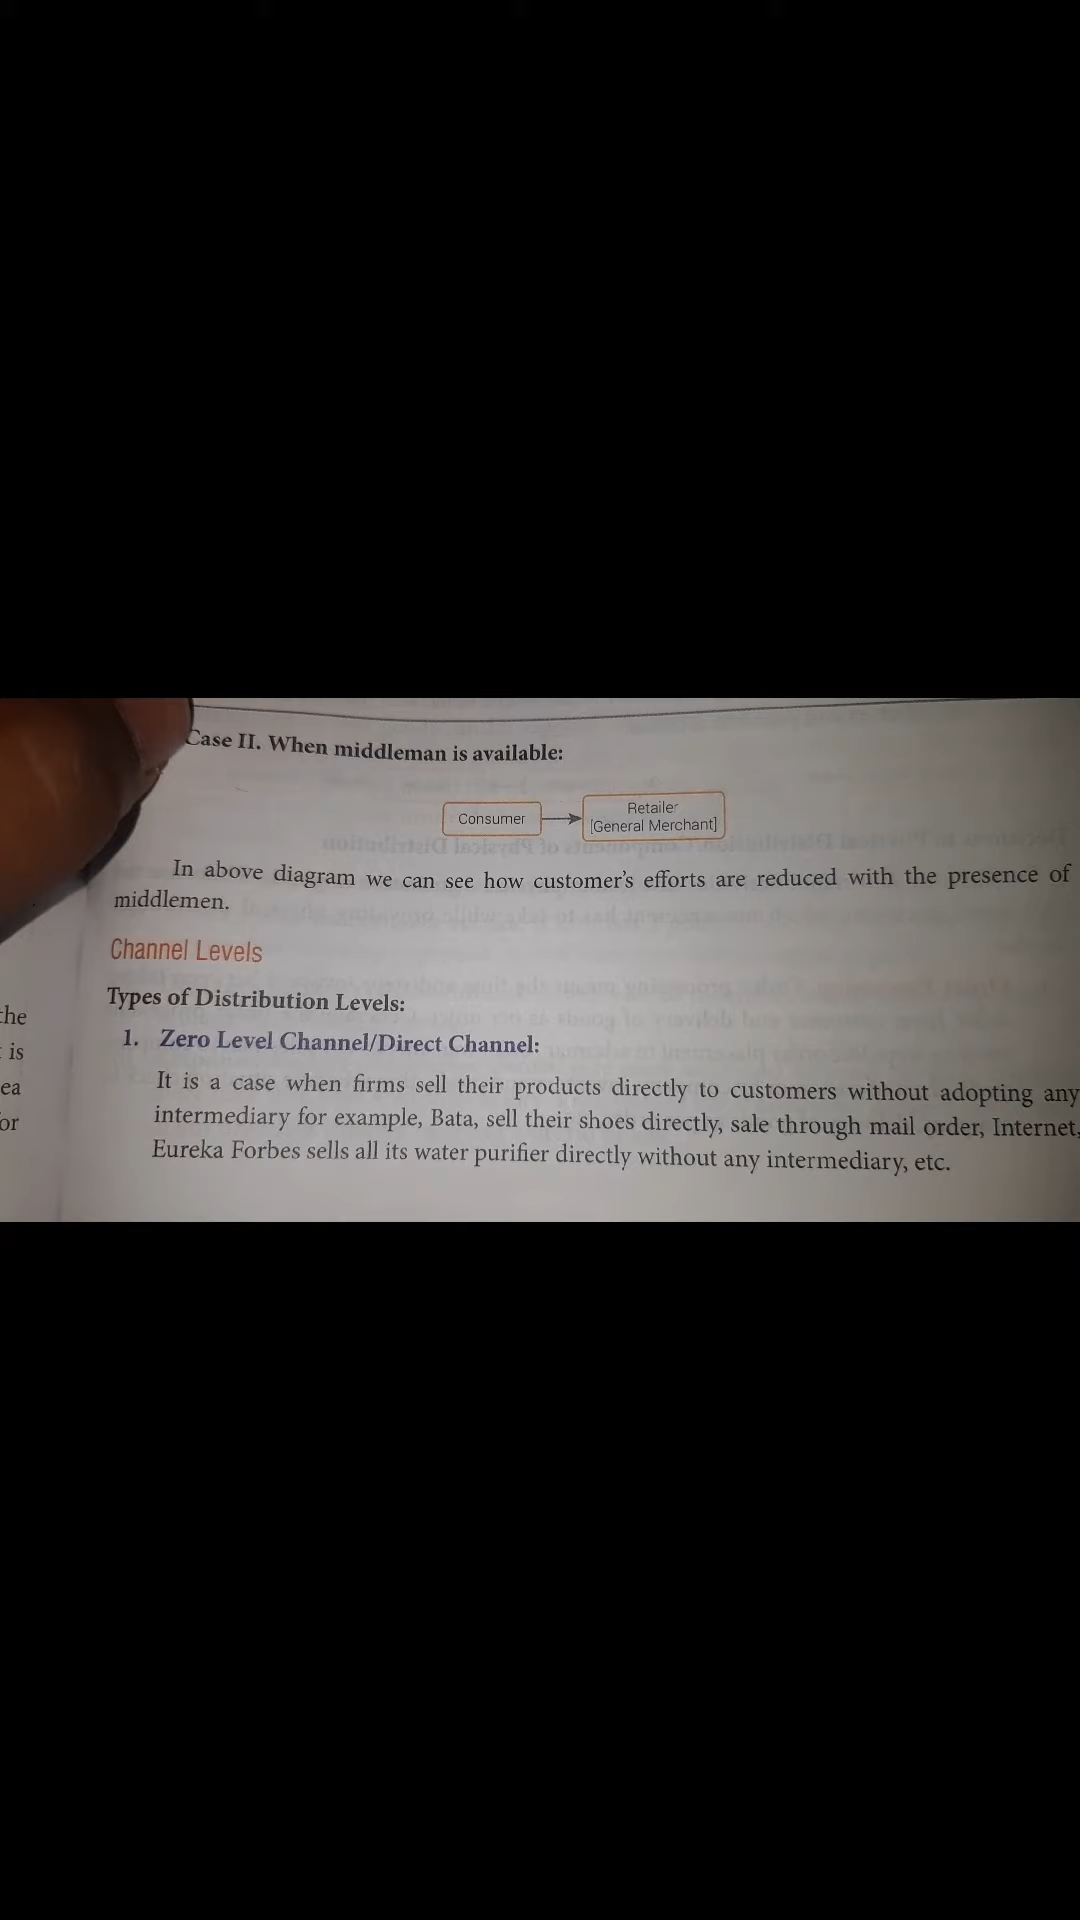 Case II. When middleman is available:
Consumer
Retailer
[General Merchant]
In above diagram we can see how customer's efforts are reduced with the presence of
middlemen.
Channel Levels
Types of Distribution Levels:
1. Zero Level Channel/Direct Channel:
It is a case when firms sell their products directly to customers without adopting any
intermediary for example, Bata, sell their shoes directly, sale through mail order, Internet,
Eureka Forbes sells all its water purifier directly without any intermediary, etc.
the
is
ea
or